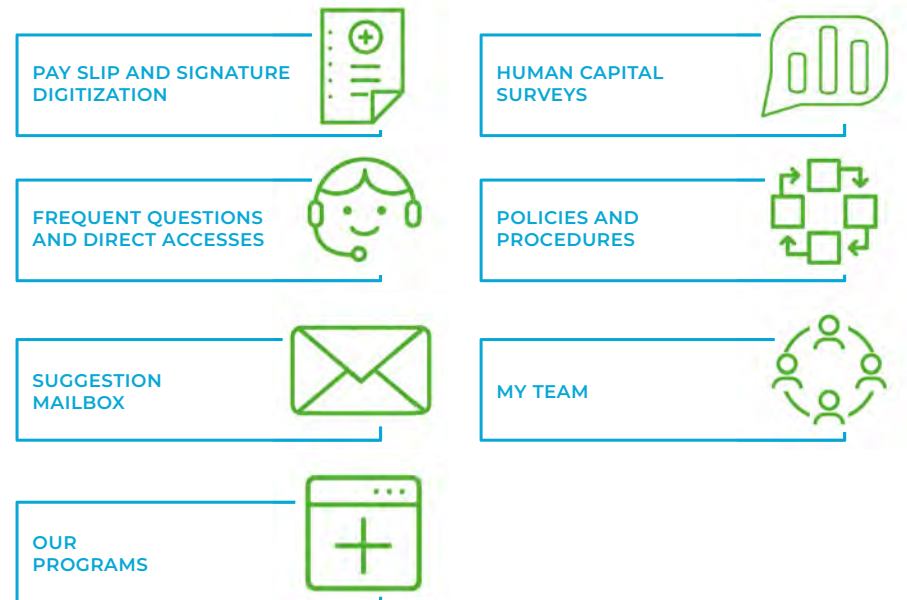 PAY SLIP AND SIGNATURE
DIGITIZATION
HUMAN CAPITAL
SURVEYS
FREQUENT QUESTIONS
AND DIRECT ACCESSES
POLICIES AND
PROCEDURES
SUGGESTION
MAILBOX
MY TEAM
OUR
PROGRAMS